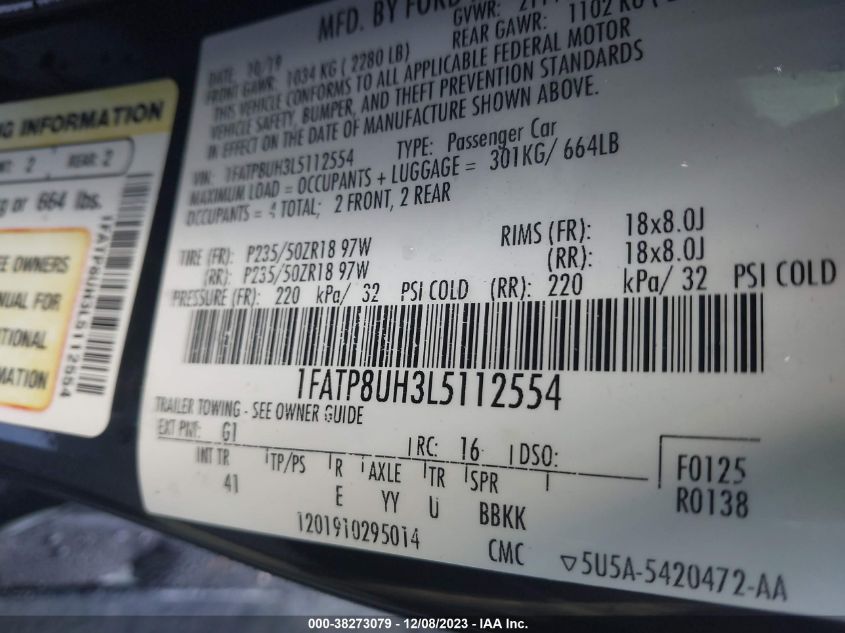 MFD. BY FORD
GVWR:
DATE: 10/19
REAR GAWR: 1102 KG (
FRONT GAWR: 1034 KG ( 2280 LB)
THIS VEHICLE CONFORMS TO ALL APPLICABLE FEDERAL MOTOR
VEHICLE SAFETY, BUMPER, AND THEFT PREVENTION STANDARDS
IN EFFECT ON THE DATE OF MANUFACTURE SHOWN ABOVE.
VIN: 1FATP8UH3L5112554 TYPE: Passenger Car
MAXIMUM LOAD = OCCUPANTS + LUGGAGE = 301KG/ 664LB
OCCUPANTS = 4 TOTAL; 2 FRONT, 2 REAR
TIRE (FR): P235/50ZR18 97W RIMS (FR): 18x8.0J
(RR): P235/50ZR18 97W (RR): 18x8.0J
PRESSURE (FR): 220 kPa/ 32 PSI COLD (RR): 220 kPa/ 32 PSI COLD
1FATP8UH3L5112554
TRAILER TOWING - SEE OWNER GUIDE
EXT PNT: G1 RC: 16 DSO:
INT TR TP/PS R AXLE TR SPR
41 E YY U BBKK
F0125
R0138
1201910295014
CMC
▽5U5A-5420472-AA
INFORMATION
2 REAR: 2
or 664 lbs.
OWNERS
FOR
1FATP8UH3L5112554
000-38273079 - 12/08/2023 - IAA Inc.